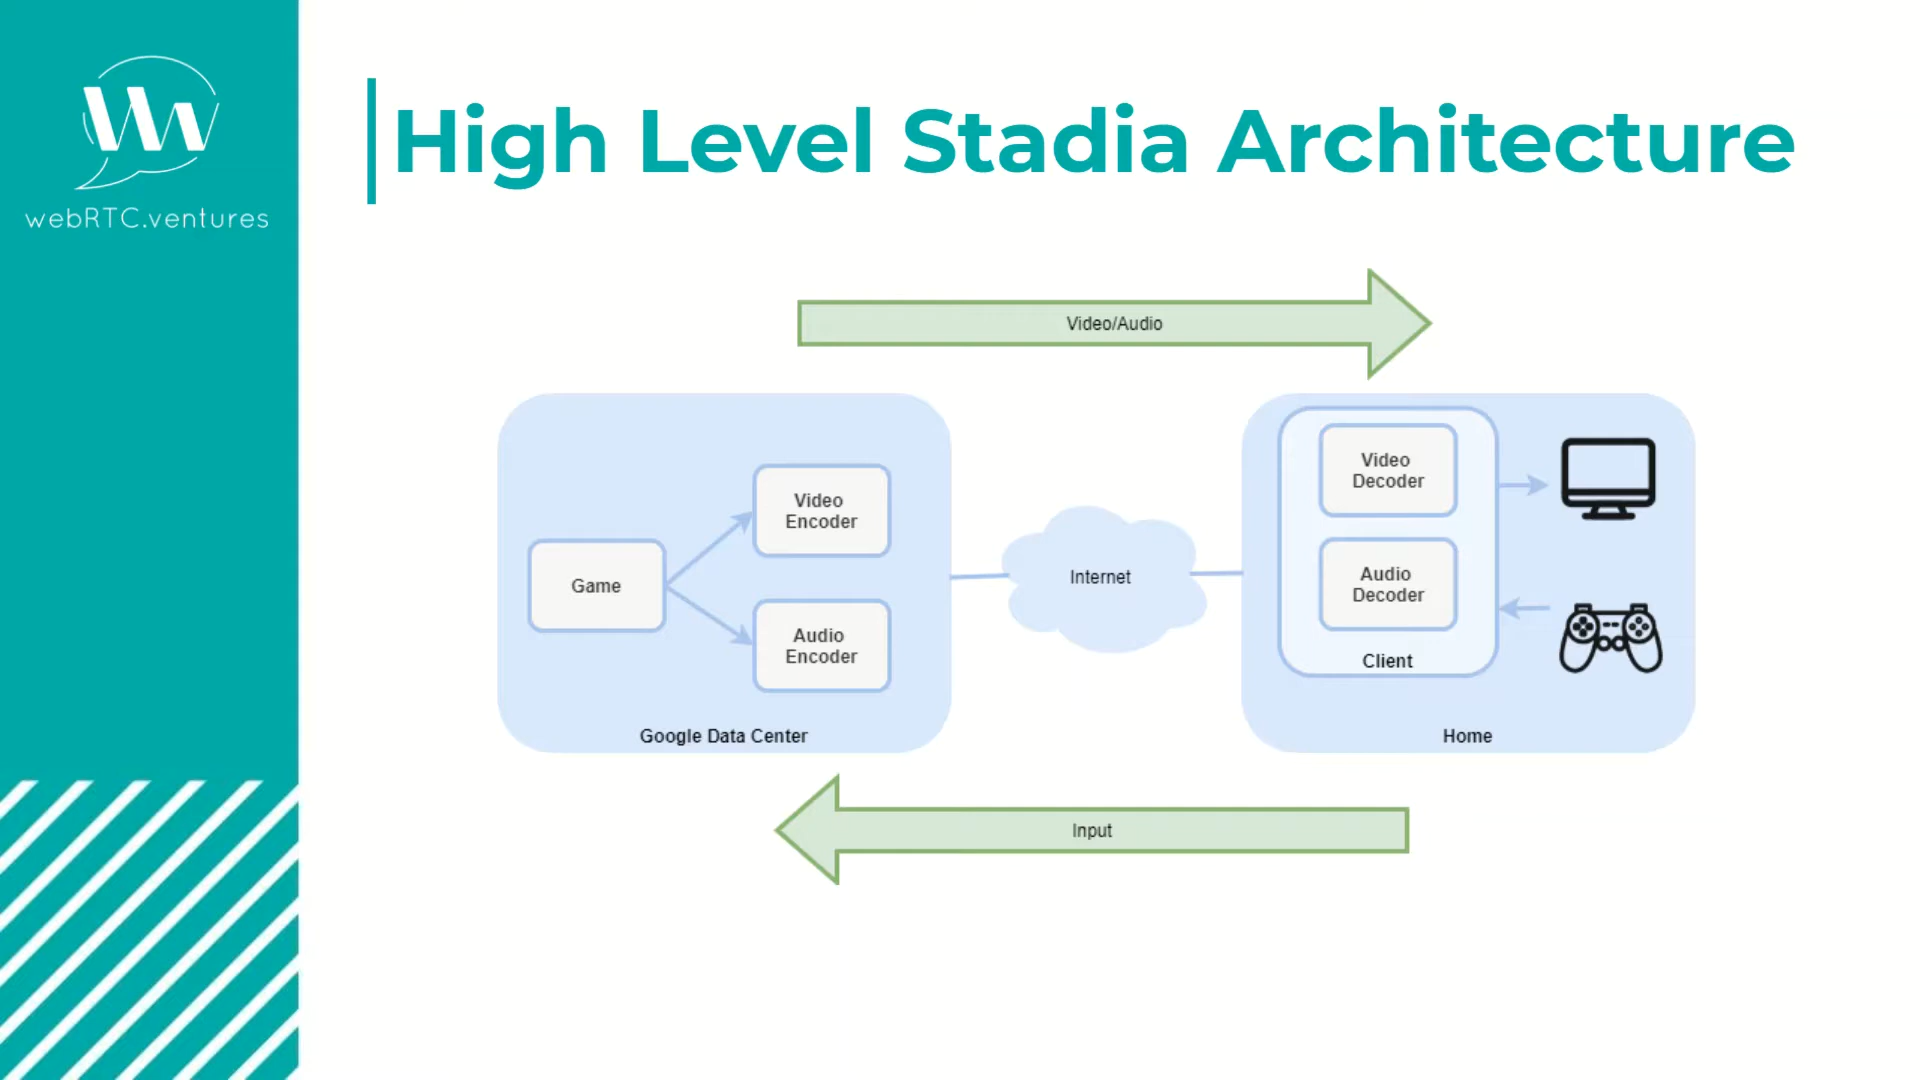 webRTC.ventures
High Level Stadia Architecture
Video/Audio
Game
Video
Encoder
Audio
Encoder
Google Data Center
Internet
Video
Decoder
Audio
Decoder
Client
Home
Input